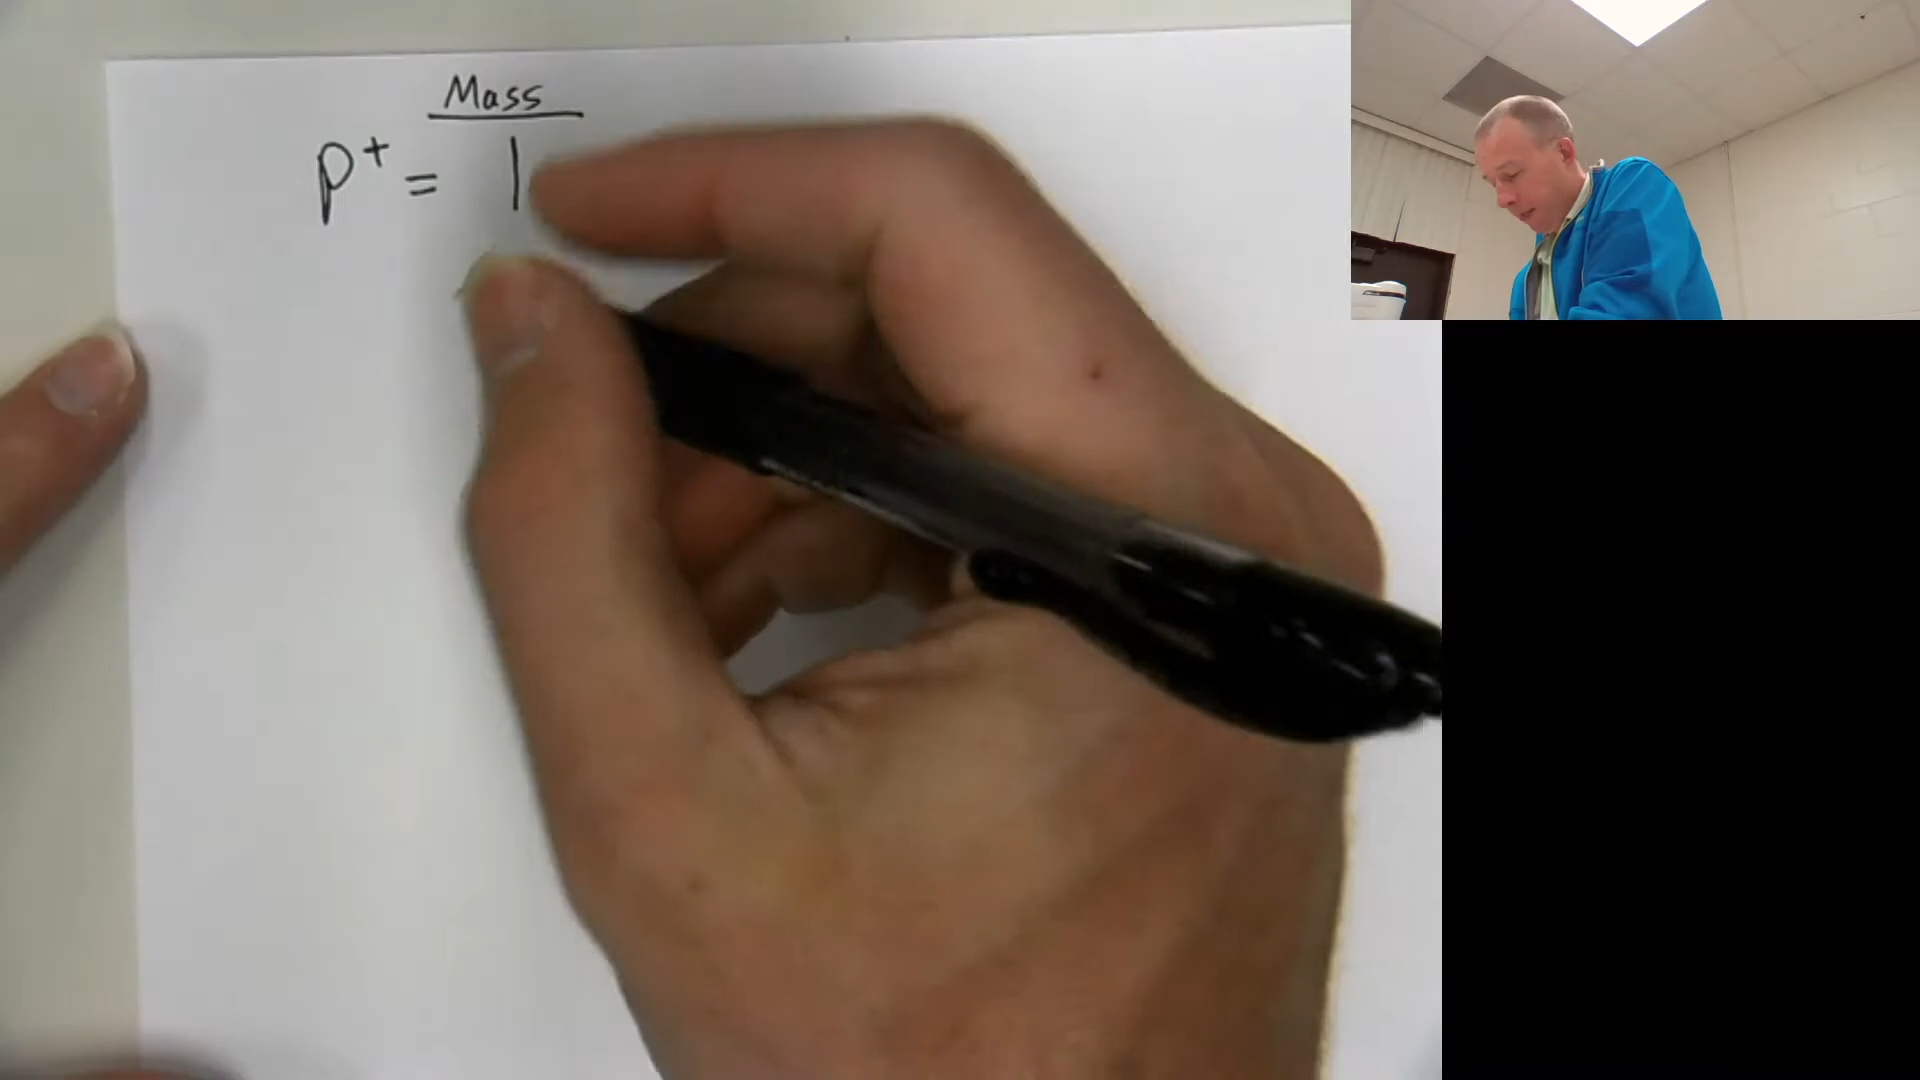 Mass
p⁺ = 1